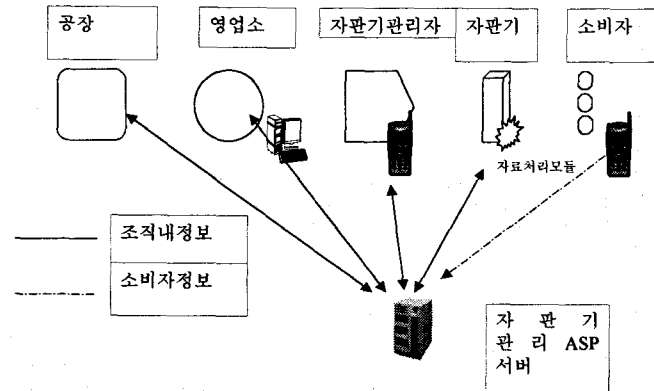 공장
영업소
자판기관리자
자판기
소비자
자료처리모듈
조직내정보
소비자정보
자 판 기
관 리 ASP
서버